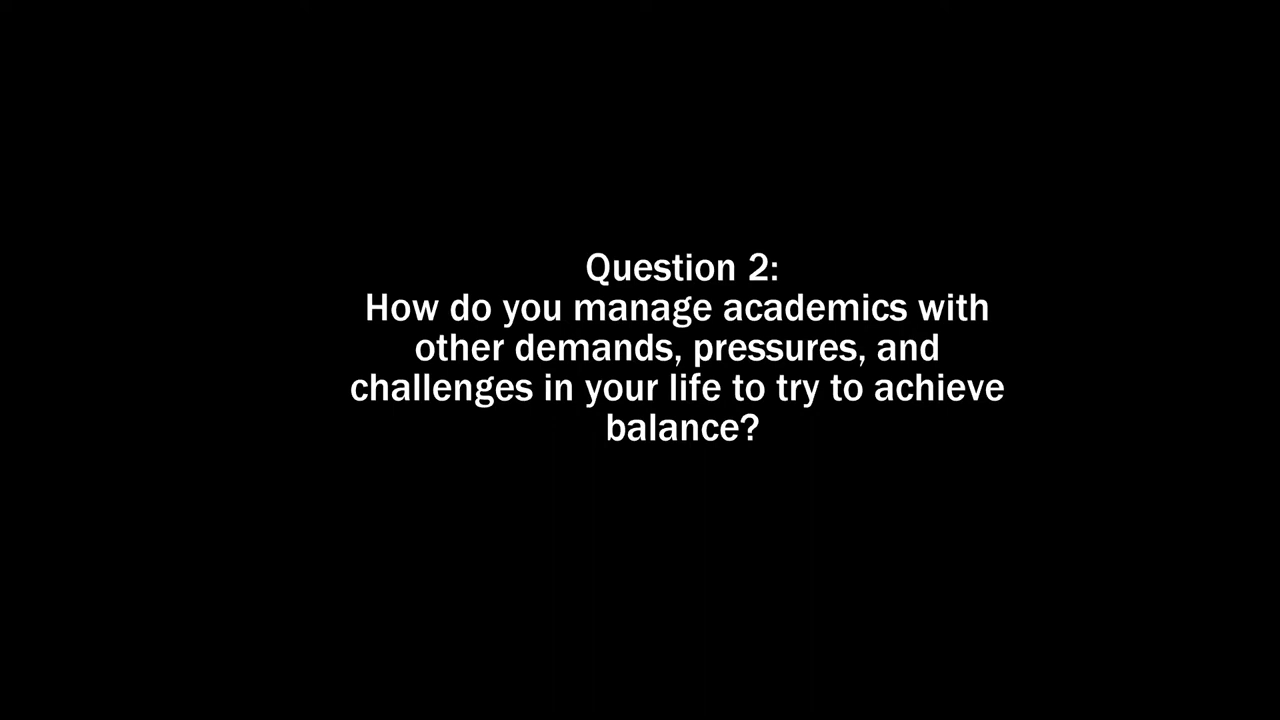 Question 2:
How do you manage academics with
other demands, pressures, and
challenges in your life to try to achieve
balance?